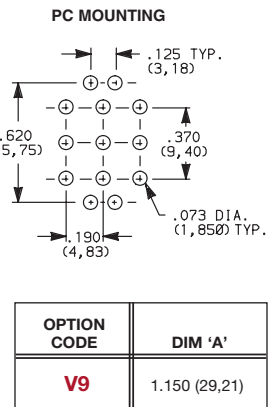 PC MOUNTING
.125 TYP.
(3,18)
.620
5,75)
.370
(9,40)
.073 DIA.
(1,850) TYP.
.190
(4,83)
OPTION CODE
DIM ‘A’
V9
1.150 (29,21)